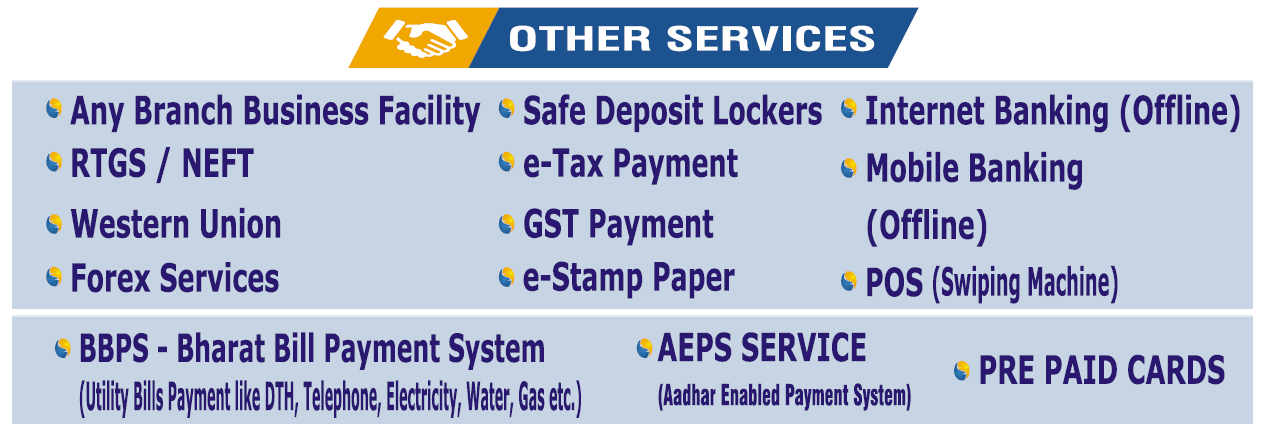 OTHER SERVICES
Any Branch Business Facility
RTGS / NEFT
Western Union
Forex Services
Safe Deposit Lockers
e-Tax Payment
GST Payment
e-Stamp Paper
Internet Banking (Offline)
Mobile Banking
(Offline)
POS (Swiping Machine)
BBPS - Bharat Bill Payment System
(Utility Bills Payment like DTH, Telephone, Electricity, Water, Gas etc.)
AEPS SERVICE
(Aadhar Enabled Payment System)
PRE PAID CARDS